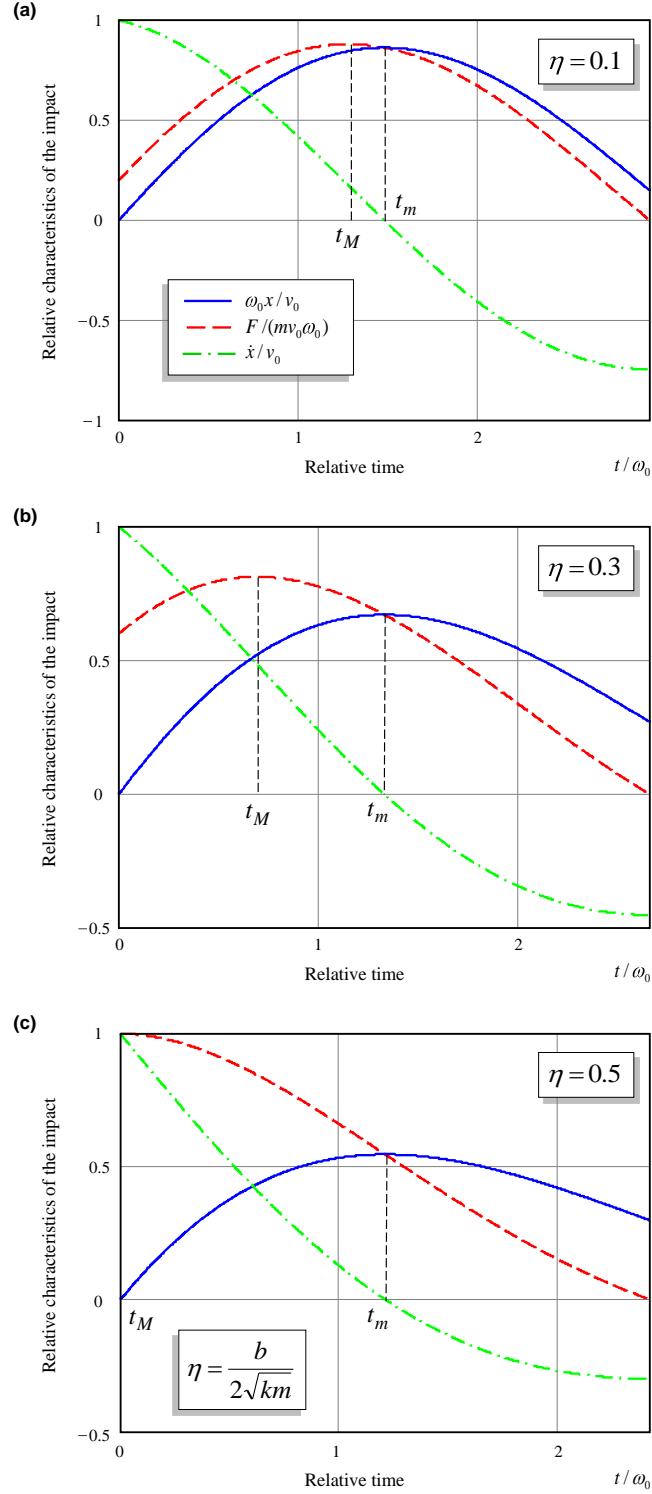 (a)
Relative characteristics of the impact
1
0.5
0
−0.5
−1
η = 0.1
t_M
t_m
ω₀x/v₀
F/(mv₀ω₀)
ẋ/v₀
0
1
2
Relative time
t/ω₀
(b)
Relative characteristics of the impact
1
0.5
0
−0.5
η = 0.3
t_M
t_m
0
1
2
Relative time
t/ω₀
(c)
Relative characteristics of the impact
1
0.5
0
−0.5
η = 0.5
t_M
t_m
η = b / 2√km
0
1
2
Relative time
t/ω₀